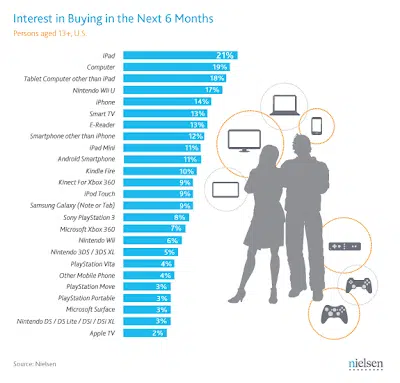 Interest in Buying in the Next 6 Months
Persons aged 13+, U.S.
iPad 21%
Computer 19%
Tablet Computer other than iPad 18%
Nintendo Wii U 17%
iPhone 14%
Smart TV 13%
E-Reader 13%
Smartphone other than iPhone 12%
iPad Mini 11%
Android Smartphone 11%
Kindle Fire 10%
Kinect For Xbox 360 9%
iPod Touch 9%
Samsung Galaxy (Note or Tab) 9%
Sony PlayStation 3 8%
Microsoft Xbox 360 7%
Nintendo Wii 6%
Nintendo 3DS / 3DS XL 5%
PlayStation Vita 4%
Other Mobile Phone 4%
PlayStation Move 3%
PlayStation Portable 3%
Microsoft Surface 3%
Nintendo DS / DS Lite / DSi / DSi XL 3%
Apple TV 2%
Source: Nielsen
nielsen